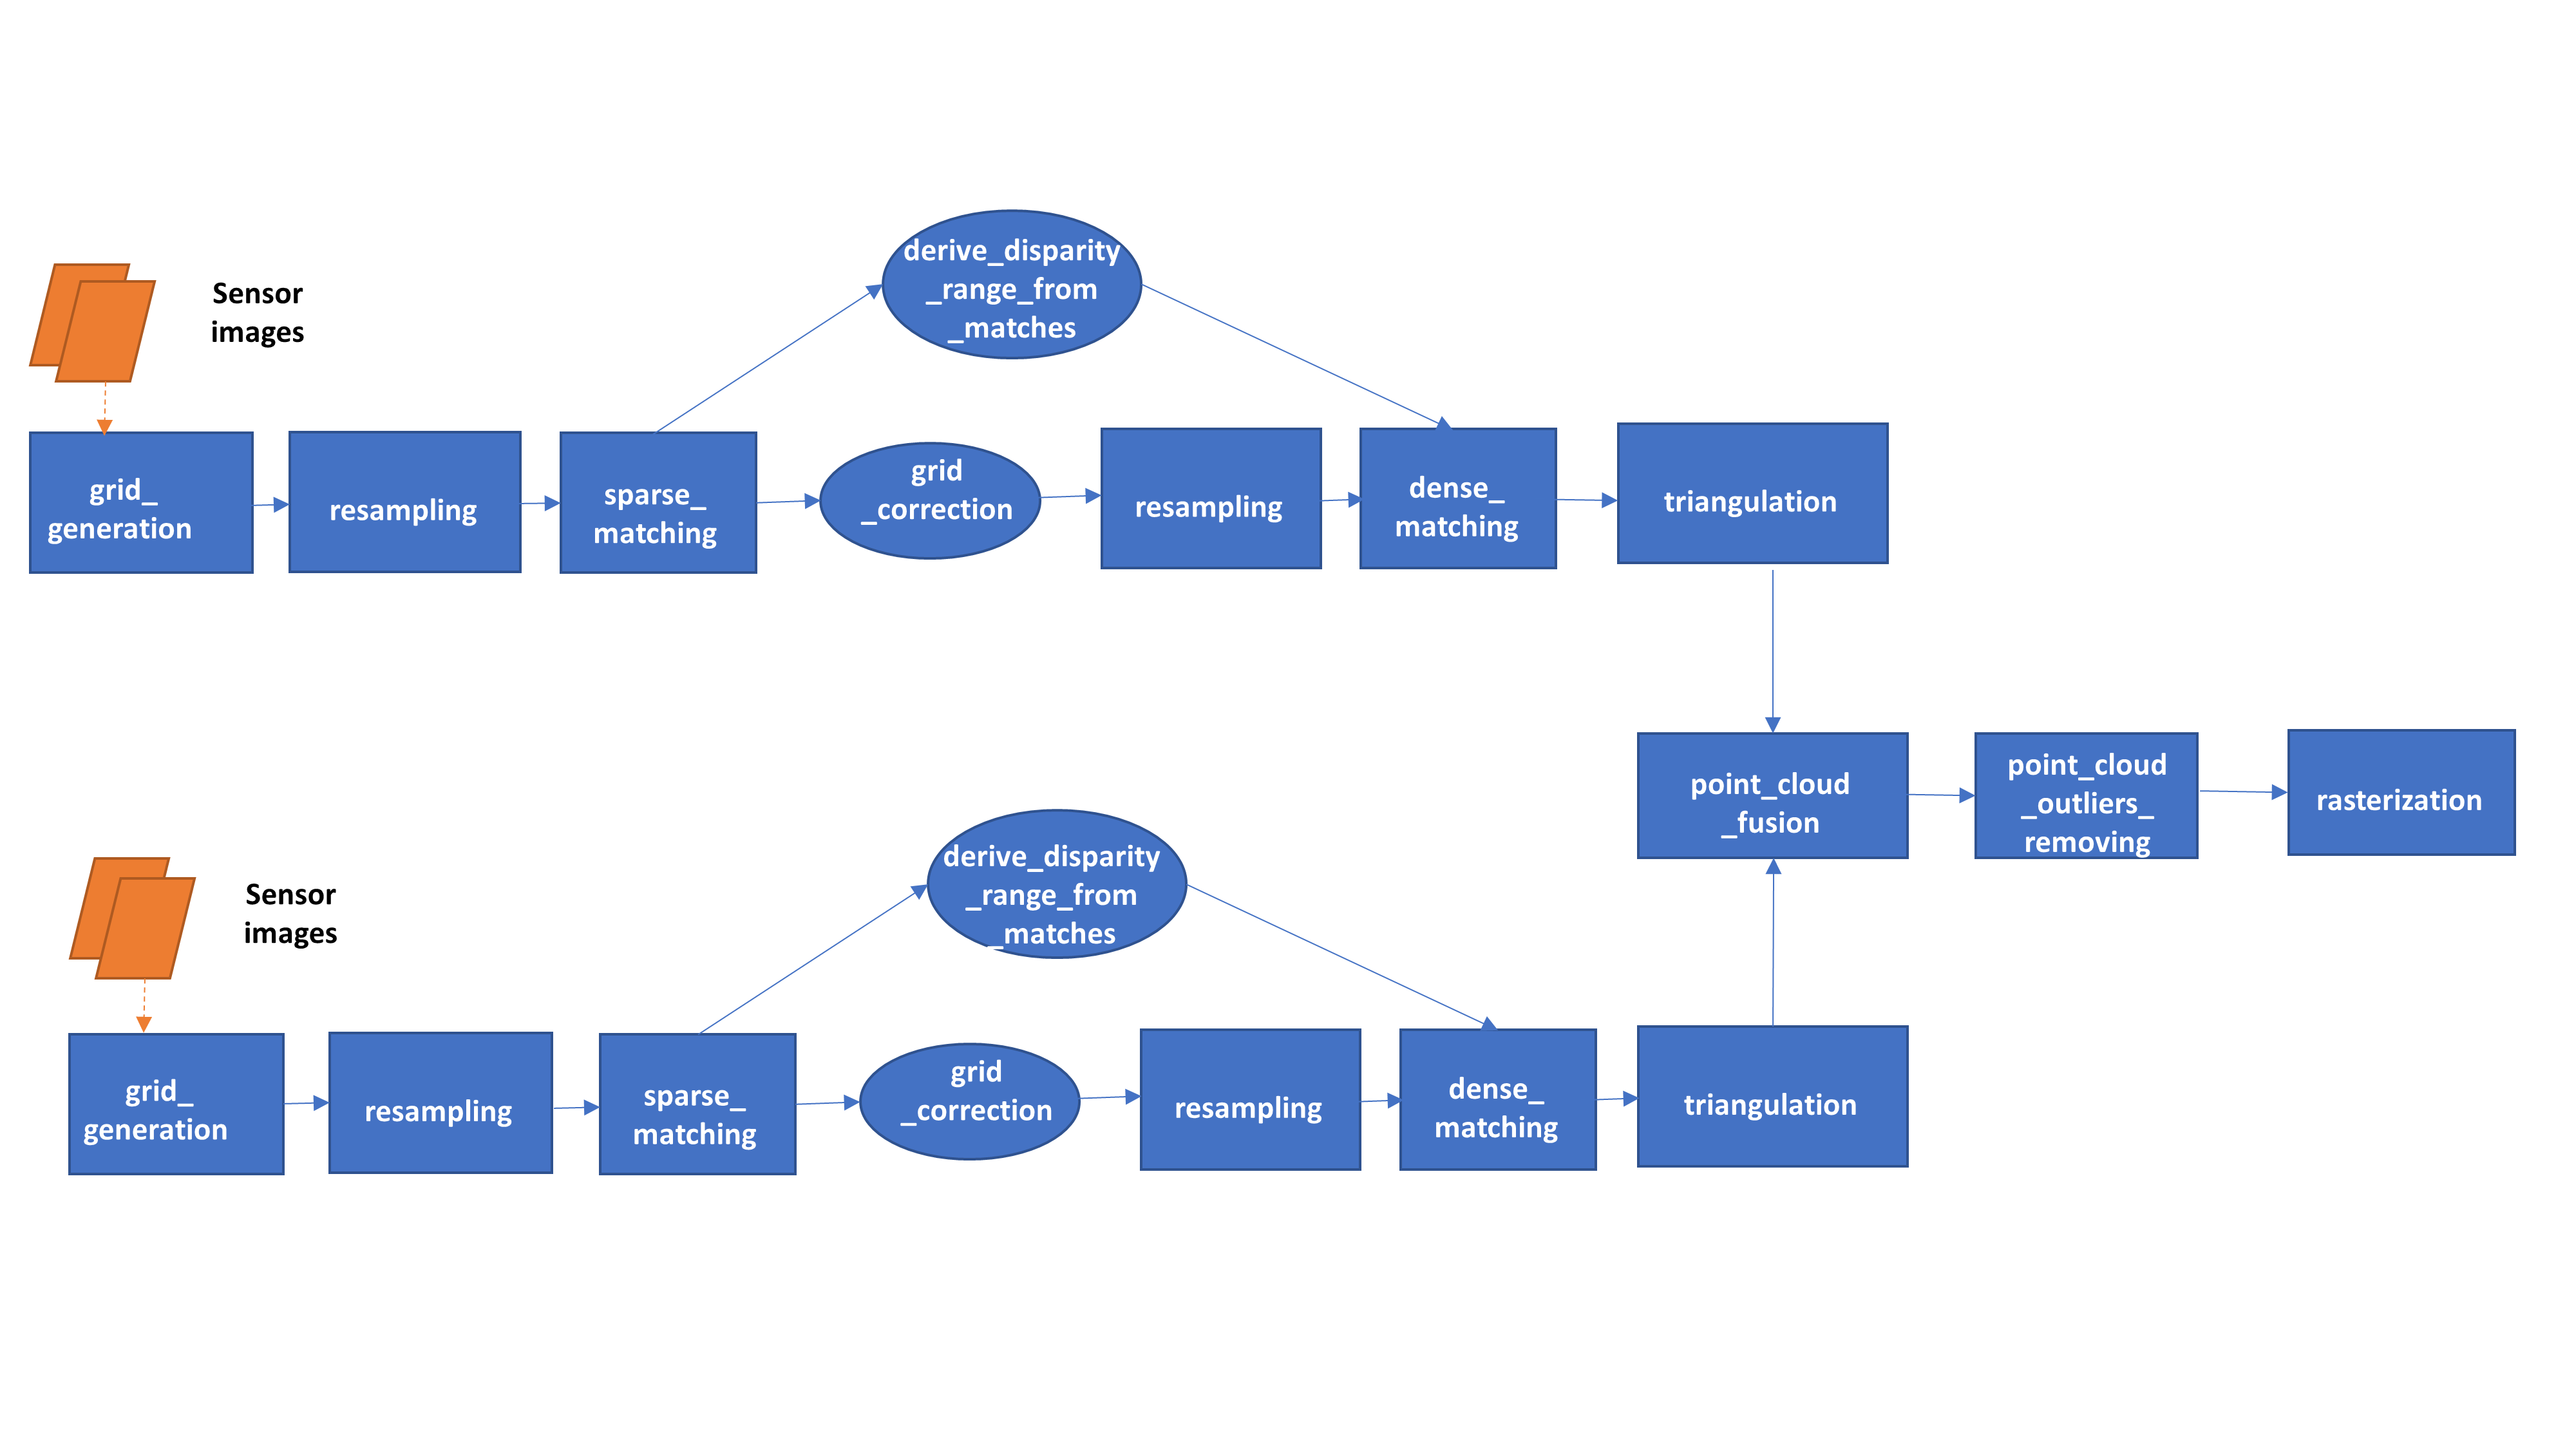 Sensor
images
derive_disparity
_range_from
_matches
grid_
generation
resampling
sparse_
matching
grid
_correction
resampling
dense_
matching
triangulation
point_cloud
_fusion
point_cloud
_outliers_
removing
rasterization
Sensor
images
derive_disparity
_range_from
_matches
grid_
generation
resampling
sparse_
matching
grid
_correction
resampling
dense_
matching
triangulation